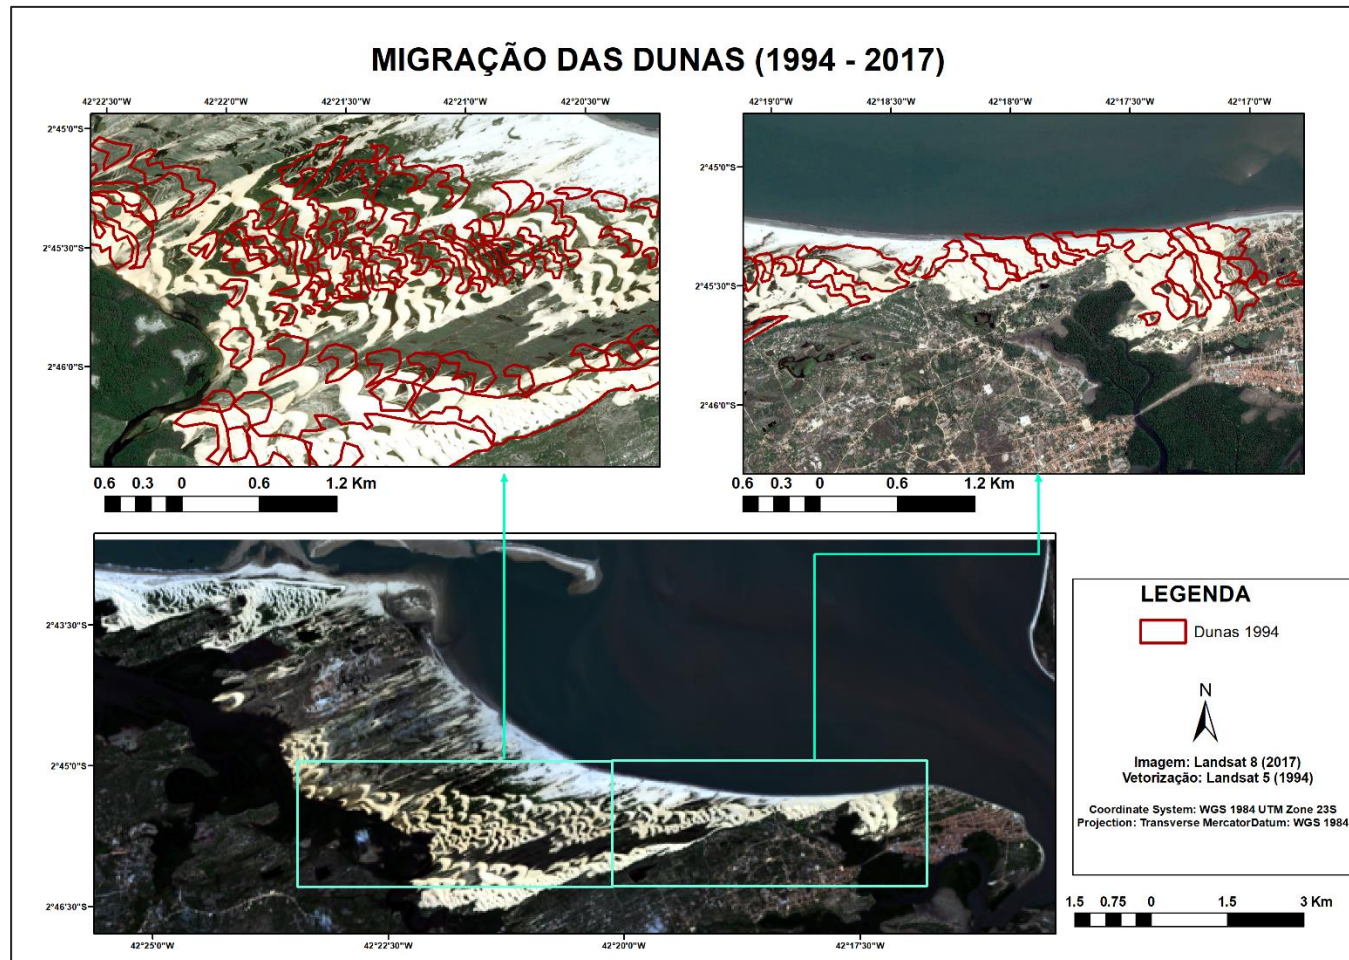 MIGRAÇÃO DAS DUNAS (1994 - 2017)
42°22'30"W 42°22'0"W 42°21'30"W 42°21'0"W 42°20'30"W
2°45'0"S
2°45'30"S
2°46'0"S
0.6 0.3 0 0.6 1.2 Km
42°19'0"W 42°18'30"W 42°18'0"W 42°17'30"W 42°17'0"W
2°45'0"S
2°45'30"S
2°46'0"S
0.6 0.3 0 0.6 1.2 Km
2°43'30"S
2°45'0"S
2°46'30"S
42°25'0"W 42°22'30"W 42°20'0"W 42°17'30"W
LEGENDA
Dunas 1994
N
Imagem: Landsat 8 (2017)
Vetorização: Landsat 5 (1994)
Coordinate System: WGS 1984 UTM Zone 23S
Projection: Transverse MercatorDatum: WGS 1984
1.5 0.75 0 1.5 3 Km